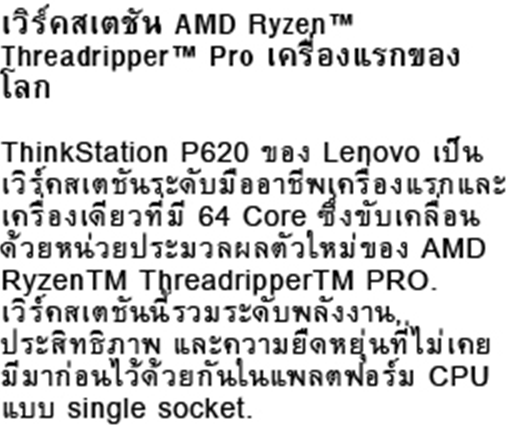 เวิร์คสเตชัน AMD Ryzen™
Threadripper™ Pro เครื่องแรกของ
โลก
ThinkStation P620 ของ Lenovo เป็น
เวิร์คสเตชันระดับมืออาชีพเครื่องแรกและ
เครื่องเดียวที่มี 64 Core ซึ่งขับเคลื่อน
ด้วยหน่วยประมวลผลตัวใหม่ของ AMD
RyzenTM ThreadripperTM PRO.
เวิร์คสเตชันนี้รวมระดับพลังงาน,
ประสิทธิภาพ และความยืดหยุ่นที่ไม่เคย
มีมาก่อนไว้ด้วยกันในแพลตฟอร์ม CPU
แบบ single socket.